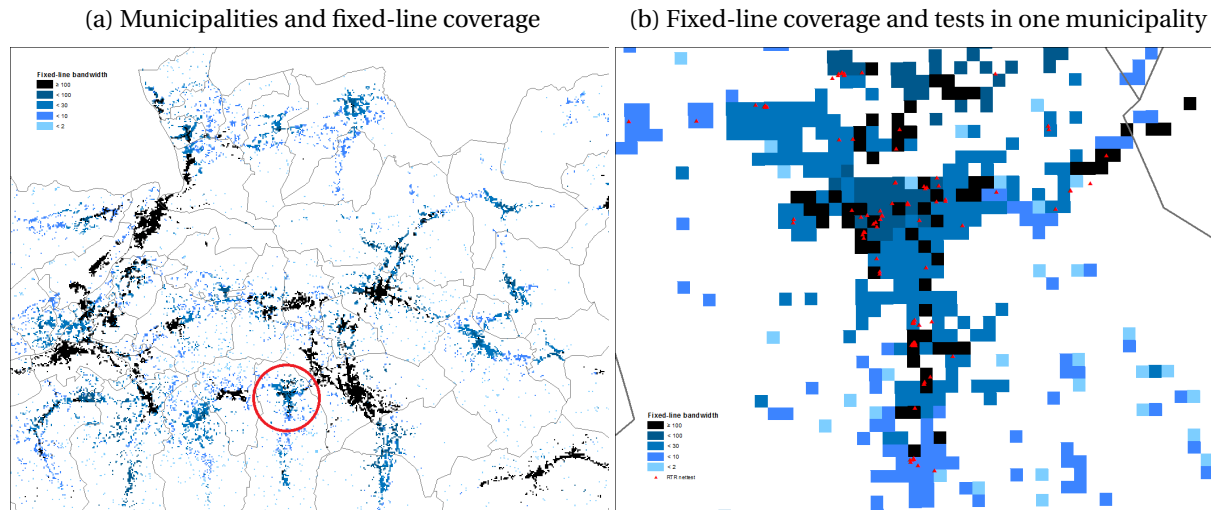 (a) Municipalities and fixed-line coverage
(b) Fixed-line coverage and tests in one municipality
Fixed-line bandwidth
≥ 100
< 100
< 30
< 10
< 2
Fixed-line bandwidth
≥ 100
< 100
< 30
< 10
< 2
RTR nettest